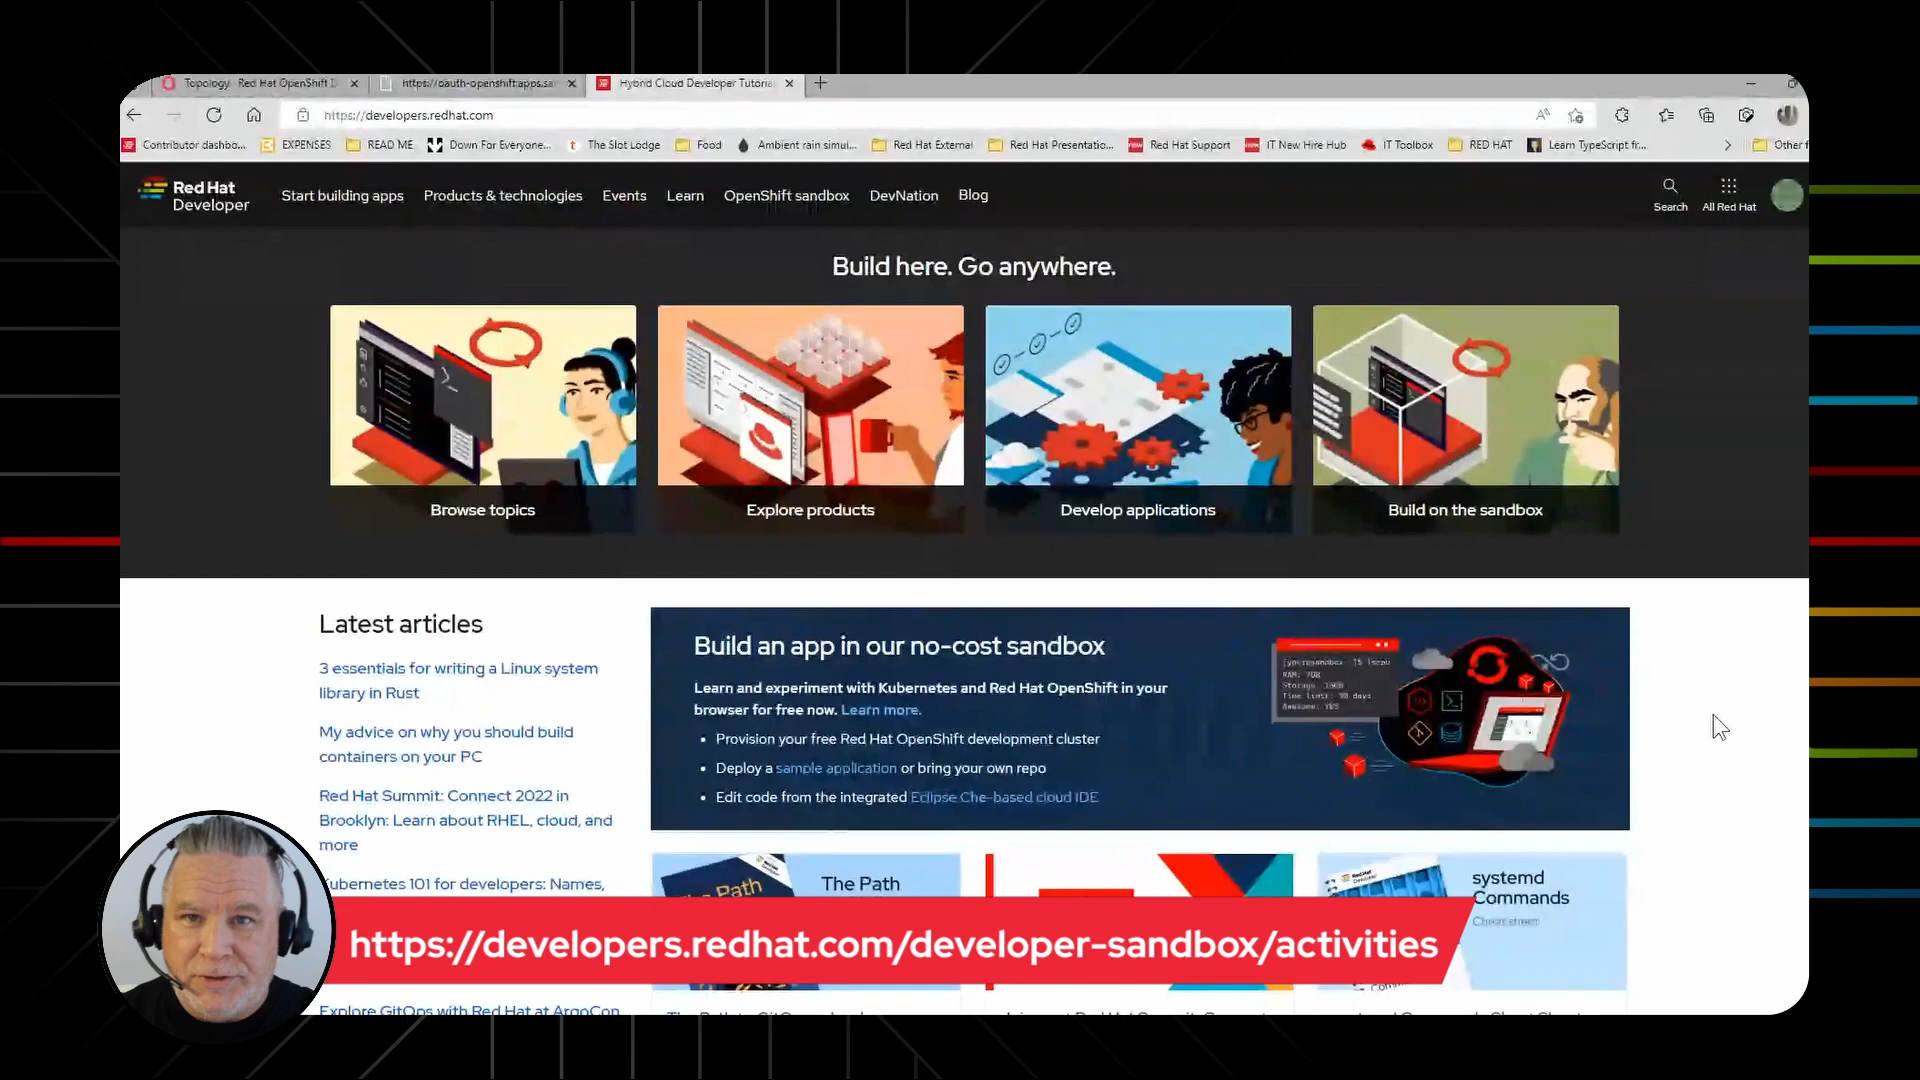 Topology · Red Hat OpenShift D
https://oauth-openshift.apps.sa
Hybrid Cloud Developer Tutoria
https://developers.redhat.com
Contributor dashbo...
EXPENSES
READ ME
Down For Everyone...
The Slot Lodge
Food
Ambient rain simul...
Red Hat External
Red Hat Presentatio...
Red Hat Support
IT New Hire Hub
IT Toolbox
RED HAT
Learn TypeScript fr...
Other f
Red Hat
Developer
Start building apps
Products & technologies
Events
Learn
OpenShift sandbox
DevNation
Blog
Search
All Red Hat
Build here. Go anywhere.
Browse topics
Explore products
Develop applications
Build on the sandbox
Latest articles
3 essentials for writing a Linux system
library in Rust
My advice on why you should build
containers on your PC
Red Hat Summit: Connect 2022 in
Brooklyn: Learn about RHEL, cloud, and
more
Kubernetes 101 for developers: Names,
Explore GitOps with Red Hat at ArgoCon
Build an app in our no-cost sandbox
Learn and experiment with Kubernetes and Red Hat OpenShift in your
browser for free now. Learn more.
• Provision your free Red Hat OpenShift development cluster
• Deploy a sample application or bring your own repo
• Edit code from the integrated Eclipse Che-based cloud IDE
Awesome: YES
The Path
The Path
systemd
Commands
Cheat sheet
https://developers.redhat.com/developer-sandbox/activities